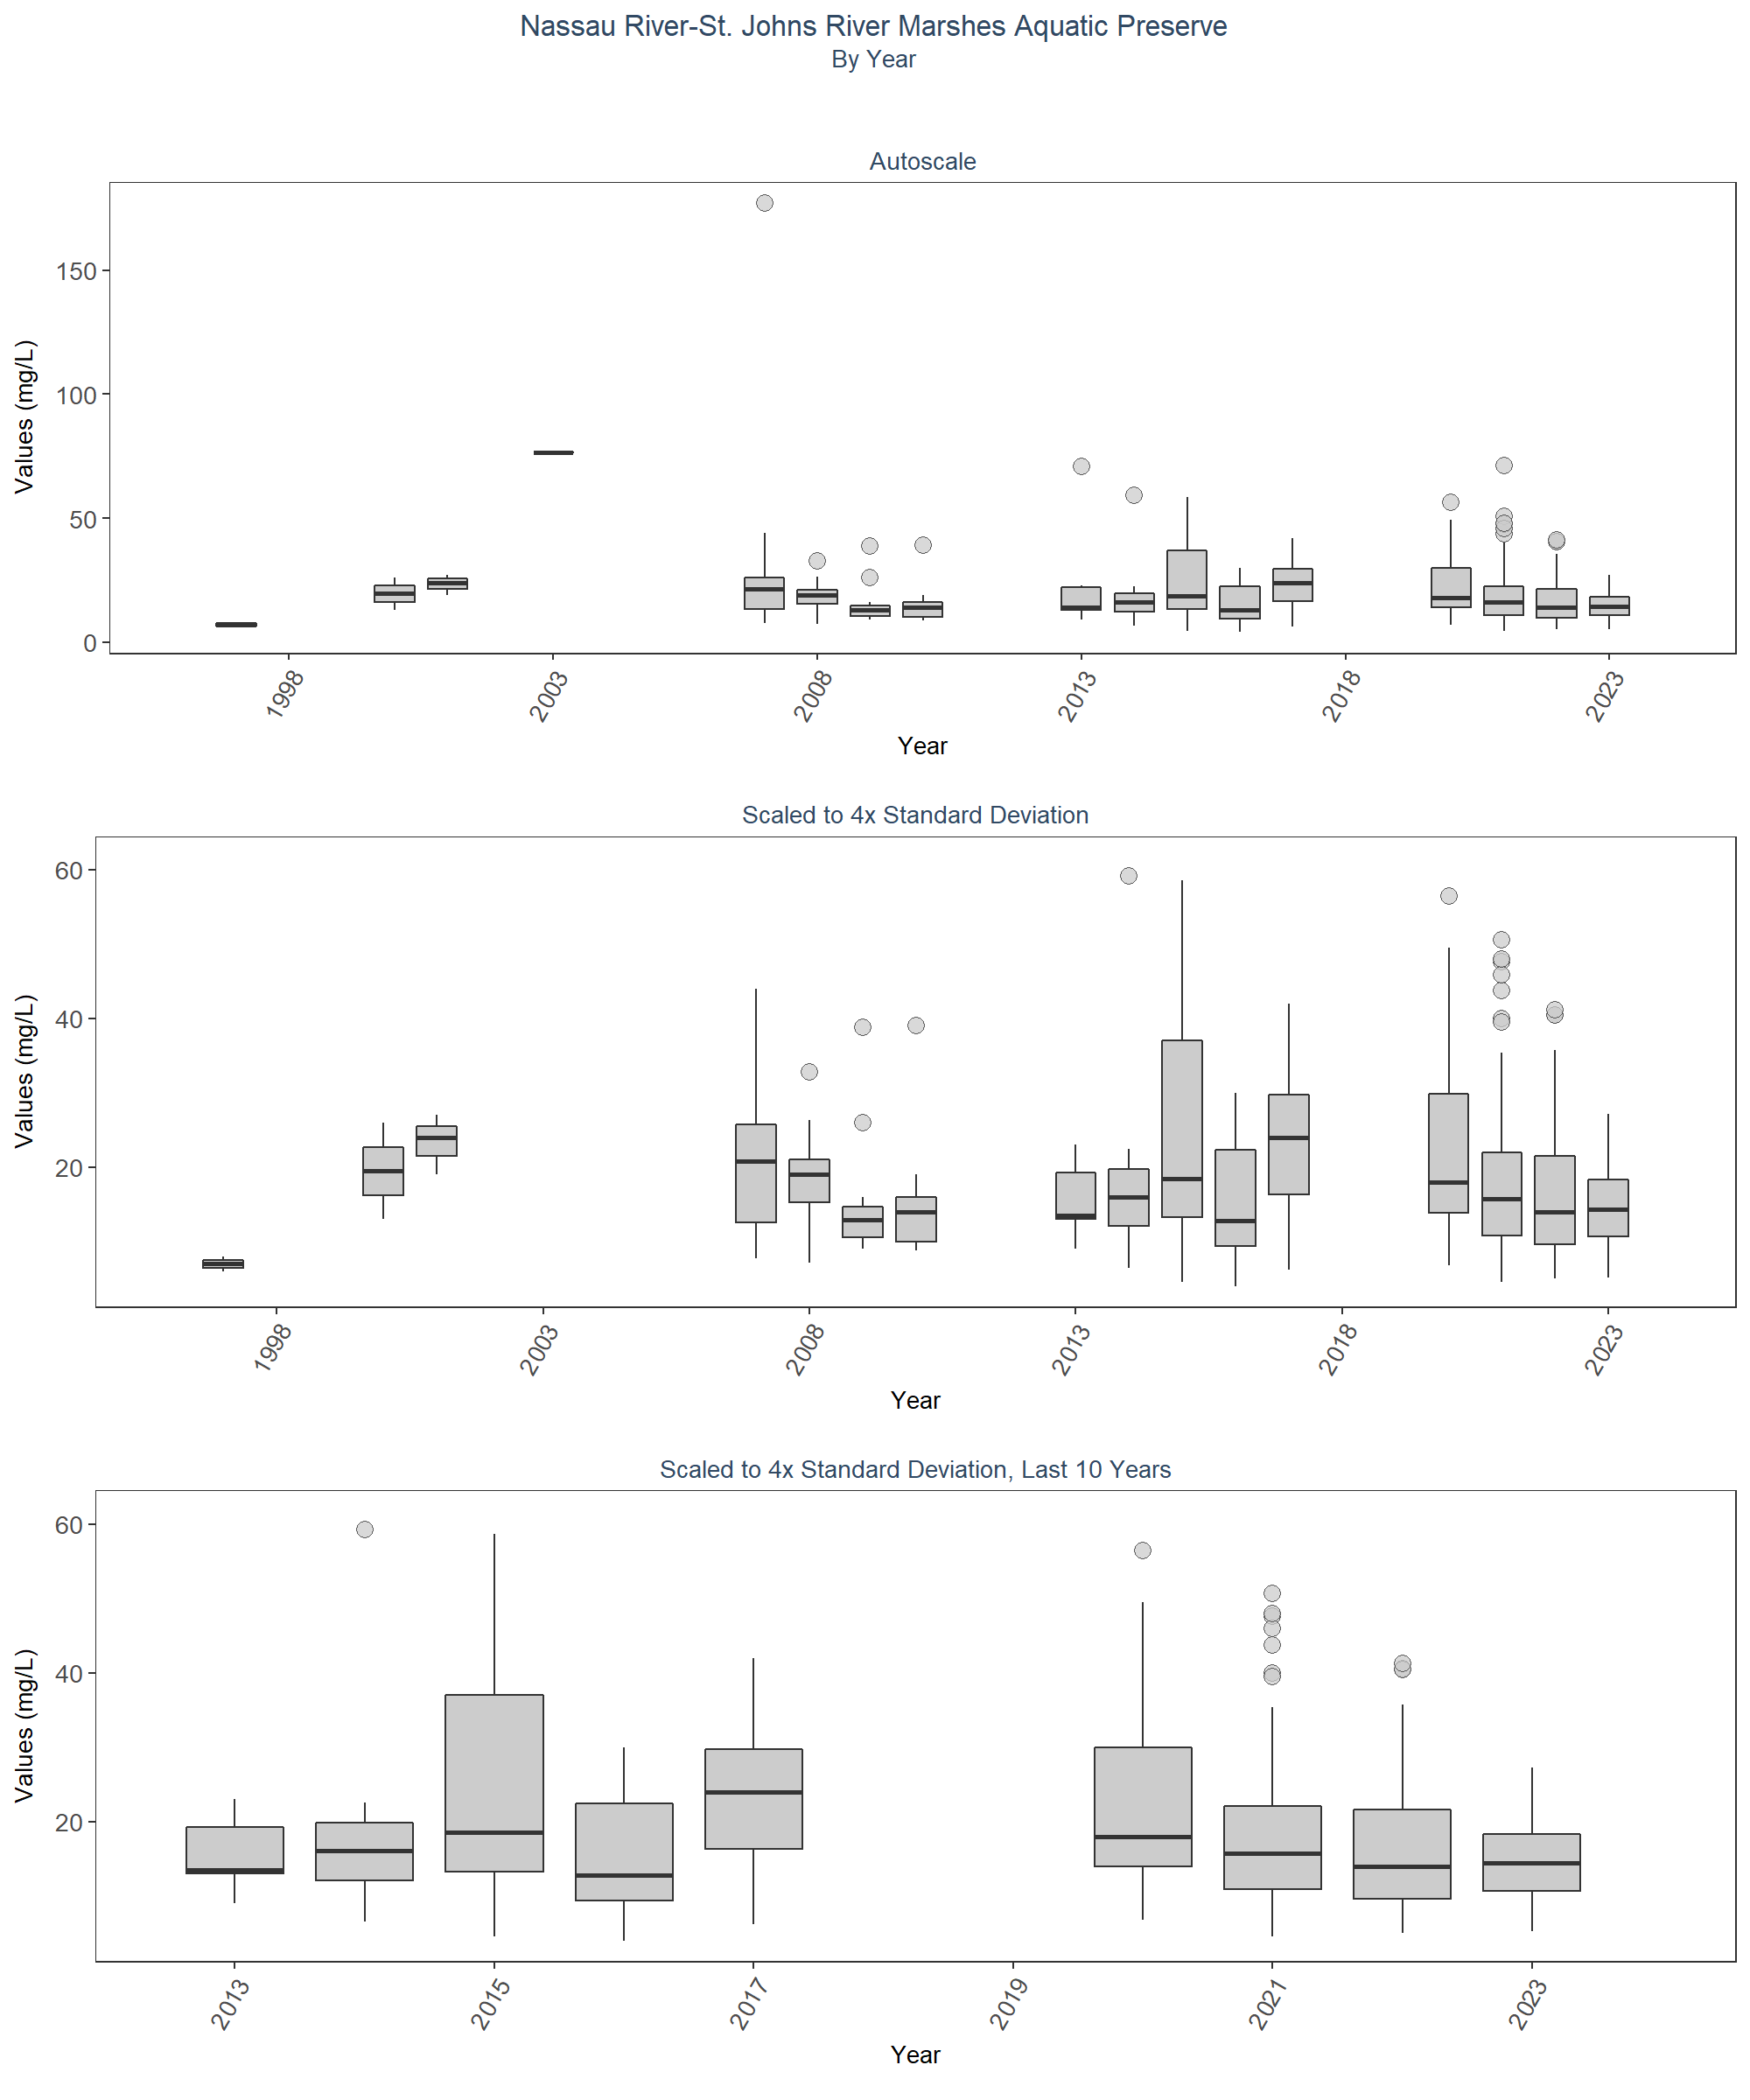 Nassau River-St. Johns River Marshes Aquatic Preserve
By Year
Autoscale
Values (mg/L)
150
100
50
0
1998
2003
2008
2013
2018
2023
Year
Scaled to 4x Standard Deviation
Values (mg/L)
60
40
20
1998
2003
2008
2013
2018
2023
Year
Scaled to 4x Standard Deviation, Last 10 Years
Values (mg/L)
60
40
20
2013
2015
2017
2019
2021
2023
Year